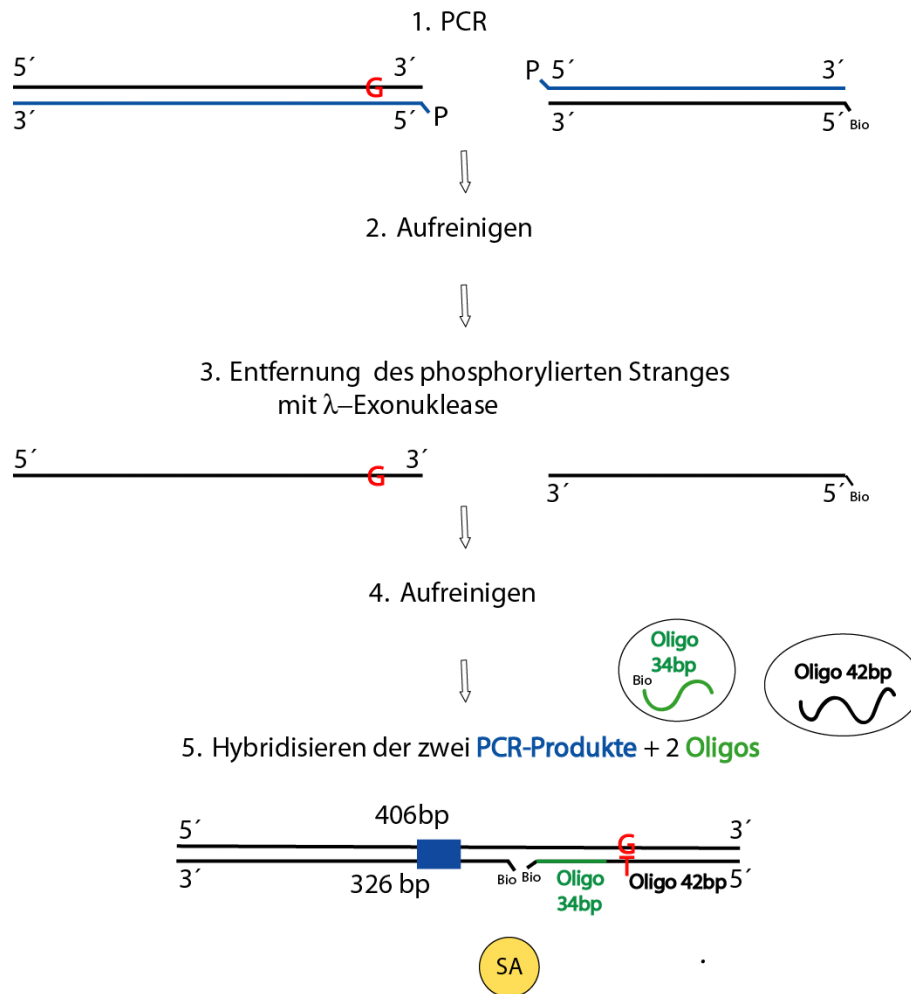 1. PCR
5´ 3´ P 5´ 3´
G
3´ 5´ P 3´ 5´ Bio
2. Aufreinigen
3. Entfernung des phosphorylierten Stranges
mit λ–Exonuklease
5´ 3´
G
3´ 5´ Bio
4. Aufreinigen
Oligo
34bp
Bio
Oligo 42bp
5. Hybridisieren der zwei PCR-Produkte + 2 Oligos
406bp
5´ G 3´
3´ 326 bp Bio Bio Oligo T Oligo 42bp 5´
34bp
SA
.